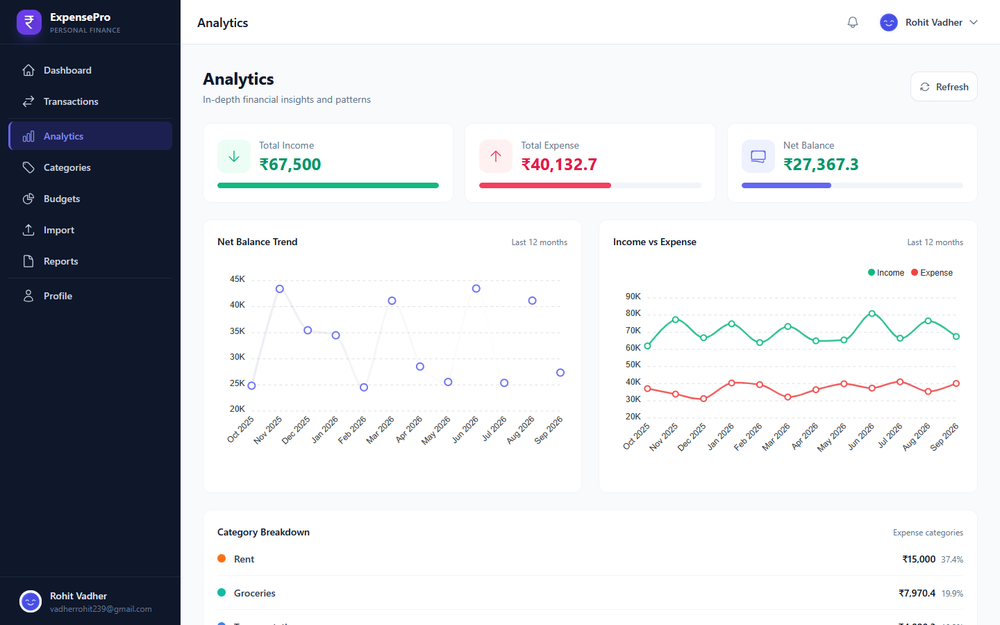 ₹
ExpensePro
PERSONAL FINANCE
Dashboard
Transactions
Analytics
Categories
Budgets
Import
Reports
Profile
Rohit Vadher
vadherrohit239@gmail.com
Analytics
Rohit Vadher
Analytics
In-depth financial insights and patterns
Refresh
Total Income
₹67,500
Total Expense
₹40,132.7
Net Balance
₹27,367.3
Net Balance Trend
Last 12 months
45K
40K
35K
30K
25K
20K
Oct 2025
Nov 2025
Dec 2025
Jan 2026
Feb 2026
Mar 2026
Apr 2026
May 2026
Jun 2026
Jul 2026
Aug 2026
Sep 2026
Income vs Expense
Last 12 months
Income
Expense
90K
80K
70K
60K
50K
40K
30K
20K
Oct 2025
Nov 2025
Dec 2025
Jan 2026
Feb 2026
Mar 2026
Apr 2026
May 2026
Jun 2026
Jul 2026
Aug 2026
Sep 2026
Category Breakdown
Expense categories
Rent
₹15,000 37.4%
Groceries
₹7,970.4 19.9%